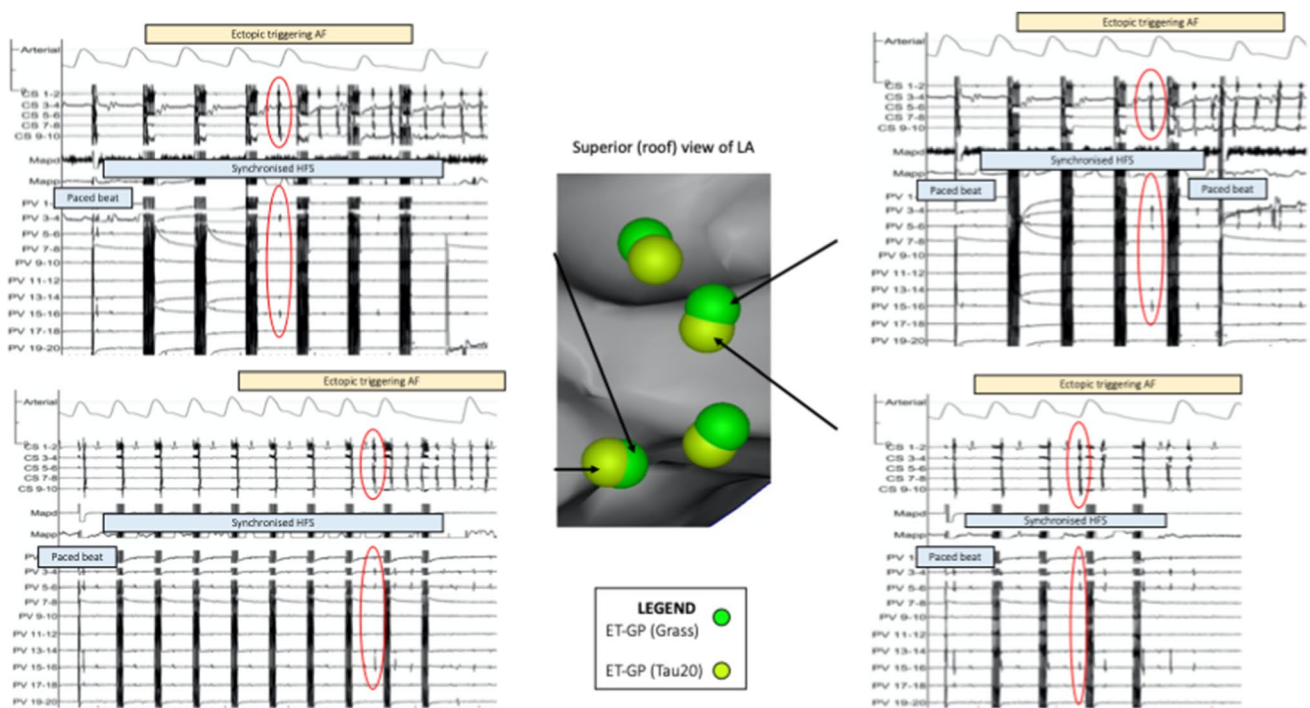 Ectopic triggering AF
Arterial
CS 1-2
CS 3-4
CS 5-6
CS 7-8
CS 9-10
Mapd
Synchronised HFS
Mapp
Paced beat
PV 1-
PV 3-4
PV 5-6
PV 7-8
PV 9-10
PV 11-12
PV 13-14
PV 15-16
PV 17-18
PV 19-20
Ectopic triggering AF
Arterial
CS 1-2
CS 3-4
CS 5-6
CS 7-8
CS 9-10
Mapd
Synchronised HFS
Mapp
Paced beat
PV
PV 3-4
PV 5-6
PV 7-8
PV 9-10
PV 11-12
PV 13-14
PV 15-16
PV 17-18
PV 19-20
Superior (roof) view of LA
LEGEND
ET-GP (Grass)
ET-GP (Tau20)
Ectopic triggering AF
Arterial
CS 1-2
CS 3-4
CS 5-6
CS 7-8
CS 9-10
Mapd
Synchronised HFS
Mapp
Paced beat
Paced beat
PV 1
PV 3-4
PV 5-6
PV 7-8
PV 9-10
PV 11-12
PV 13-14
PV 15-16
PV 17-18
PV 19-20
Ectopic triggering AF
Arterial
CS 1-2
CS 3-4
CS 5-6
CS 7-8
CS 9-10
Mapd
Synchronised HFS
Mapp
Paced beat
PV 1
PV 3-4
PV 5-6
PV 7-8
PV 9-10
PV 11-12
PV 13-14
PV 15-16
PV 17-18
PV 19-20